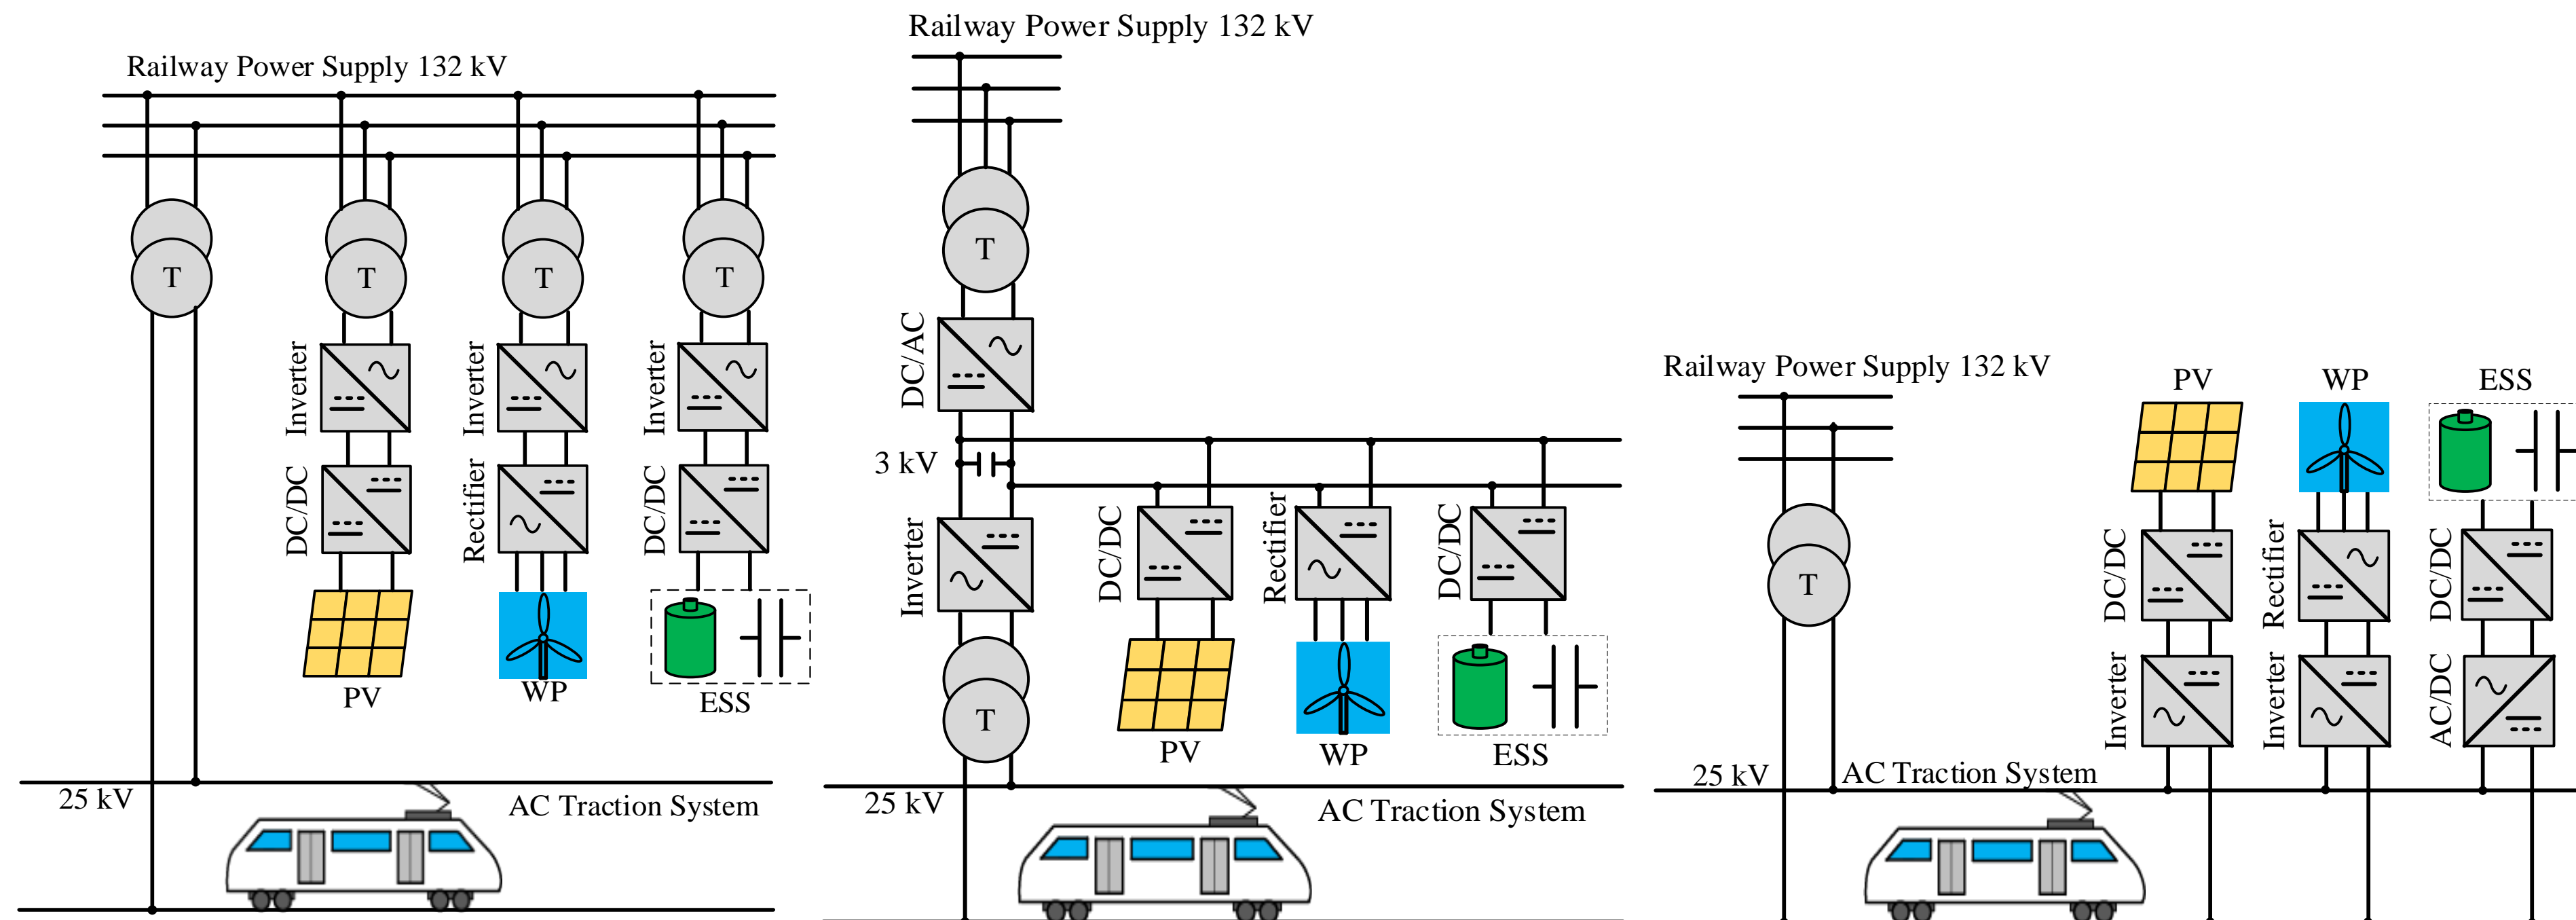 Railway Power Supply 132 kV
T
T
T
T
Inverter
Inverter
Inverter
DC/DC
Rectifier
DC/DC
PV
WP
ESS
25 kV
AC Traction System
Railway Power Supply 132 kV
T
DC/AC
3 kV
Inverter
DC/DC
Rectifier
DC/DC
T
PV
WP
ESS
25 kV
AC Traction System
Railway Power Supply 132 kV
T
PV
WP
ESS
DC/DC
Rectifier
DC/DC
Inverter
Inverter
AC/DC
25 kV
AC Traction System